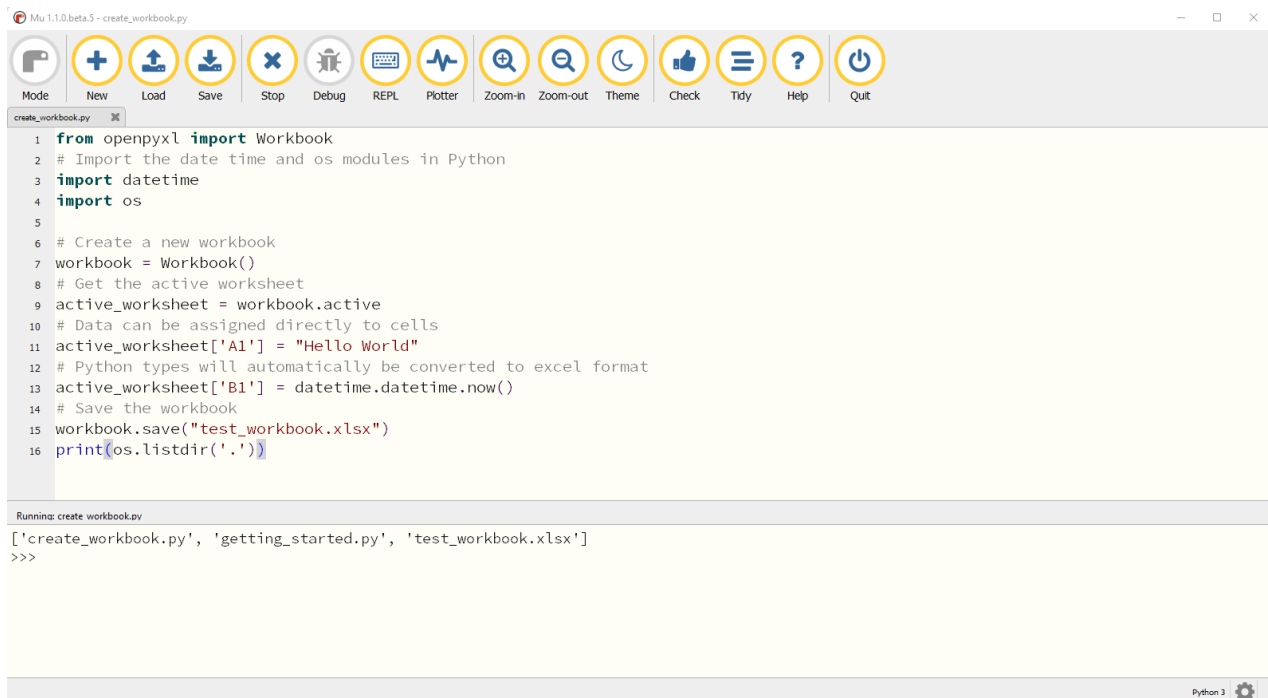 Mu 1.1.0.beta.5 - create_workbook.py
Mode New Load Save Stop Debug REPL Plotter Zoom-in Zoom-out Theme Check Tidy Help Quit
create_workbook.py
1 from openpyxl import Workbook
2 # Import the date time and os modules in Python
3 import datetime
4 import os
5
6 # Create a new workbook
7 workbook = Workbook()
8 # Get the active worksheet
9 active_worksheet = workbook.active
10 # Data can be assigned directly to cells
11 active_worksheet['A1'] = "Hello World"
12 # Python types will automatically be converted to excel format
13 active_worksheet['B1'] = datetime.datetime.now()
14 # Save the workbook
15 workbook.save("test_workbook.xlsx")
16 print(os.listdir('.'))
Running: create_workbook.py
['create_workbook.py', 'getting_started.py', 'test_workbook.xlsx']
>>>
Python 3